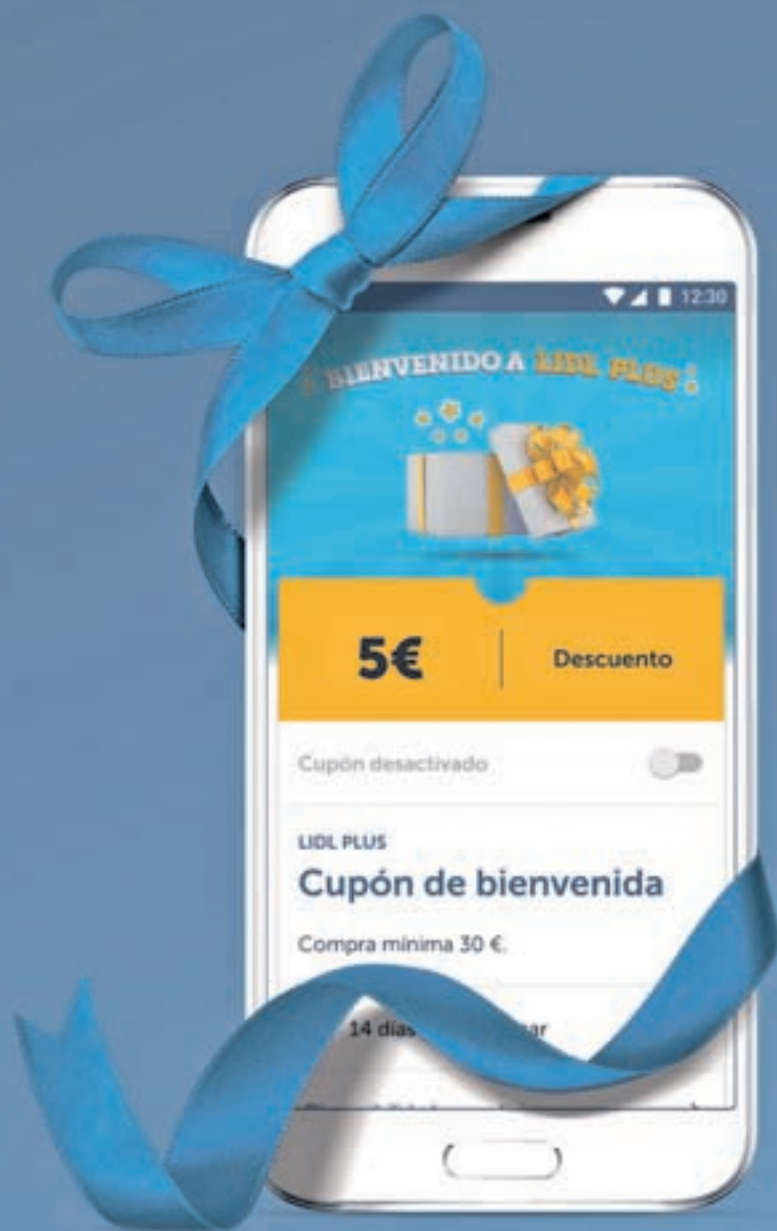 12:30
BIENVENIDO A LIDL PLUS
5€
Descuento
Cupón desactivado
LIDL PLUS
Cupón de bienvenida
Compra mínima 30 €.
14 días